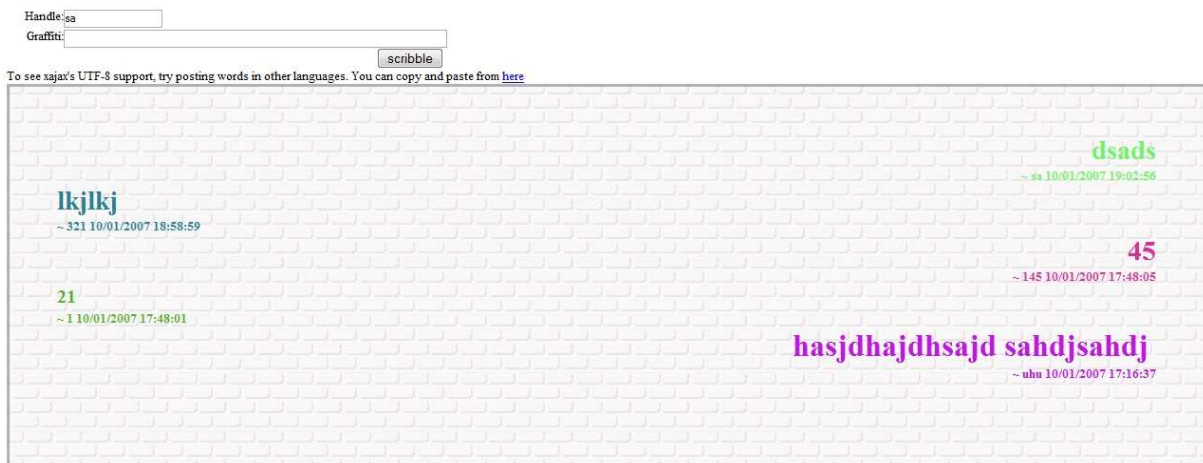 Handle:sa
Graffiti:
scribble
To see xajax's UTF-8 support, try posting words in other languages. You can copy and paste from here
dsads
~ sa 10/01/2007 19:02:56
lkjlkj
~ 321 10/01/2007 18:58:59
45
~ 145 10/01/2007 17:48:05
21
~ 1 10/01/2007 17:48:01
hasjdhajdhsajd sahdjsahdj
~ uhu 10/01/2007 17:16:37